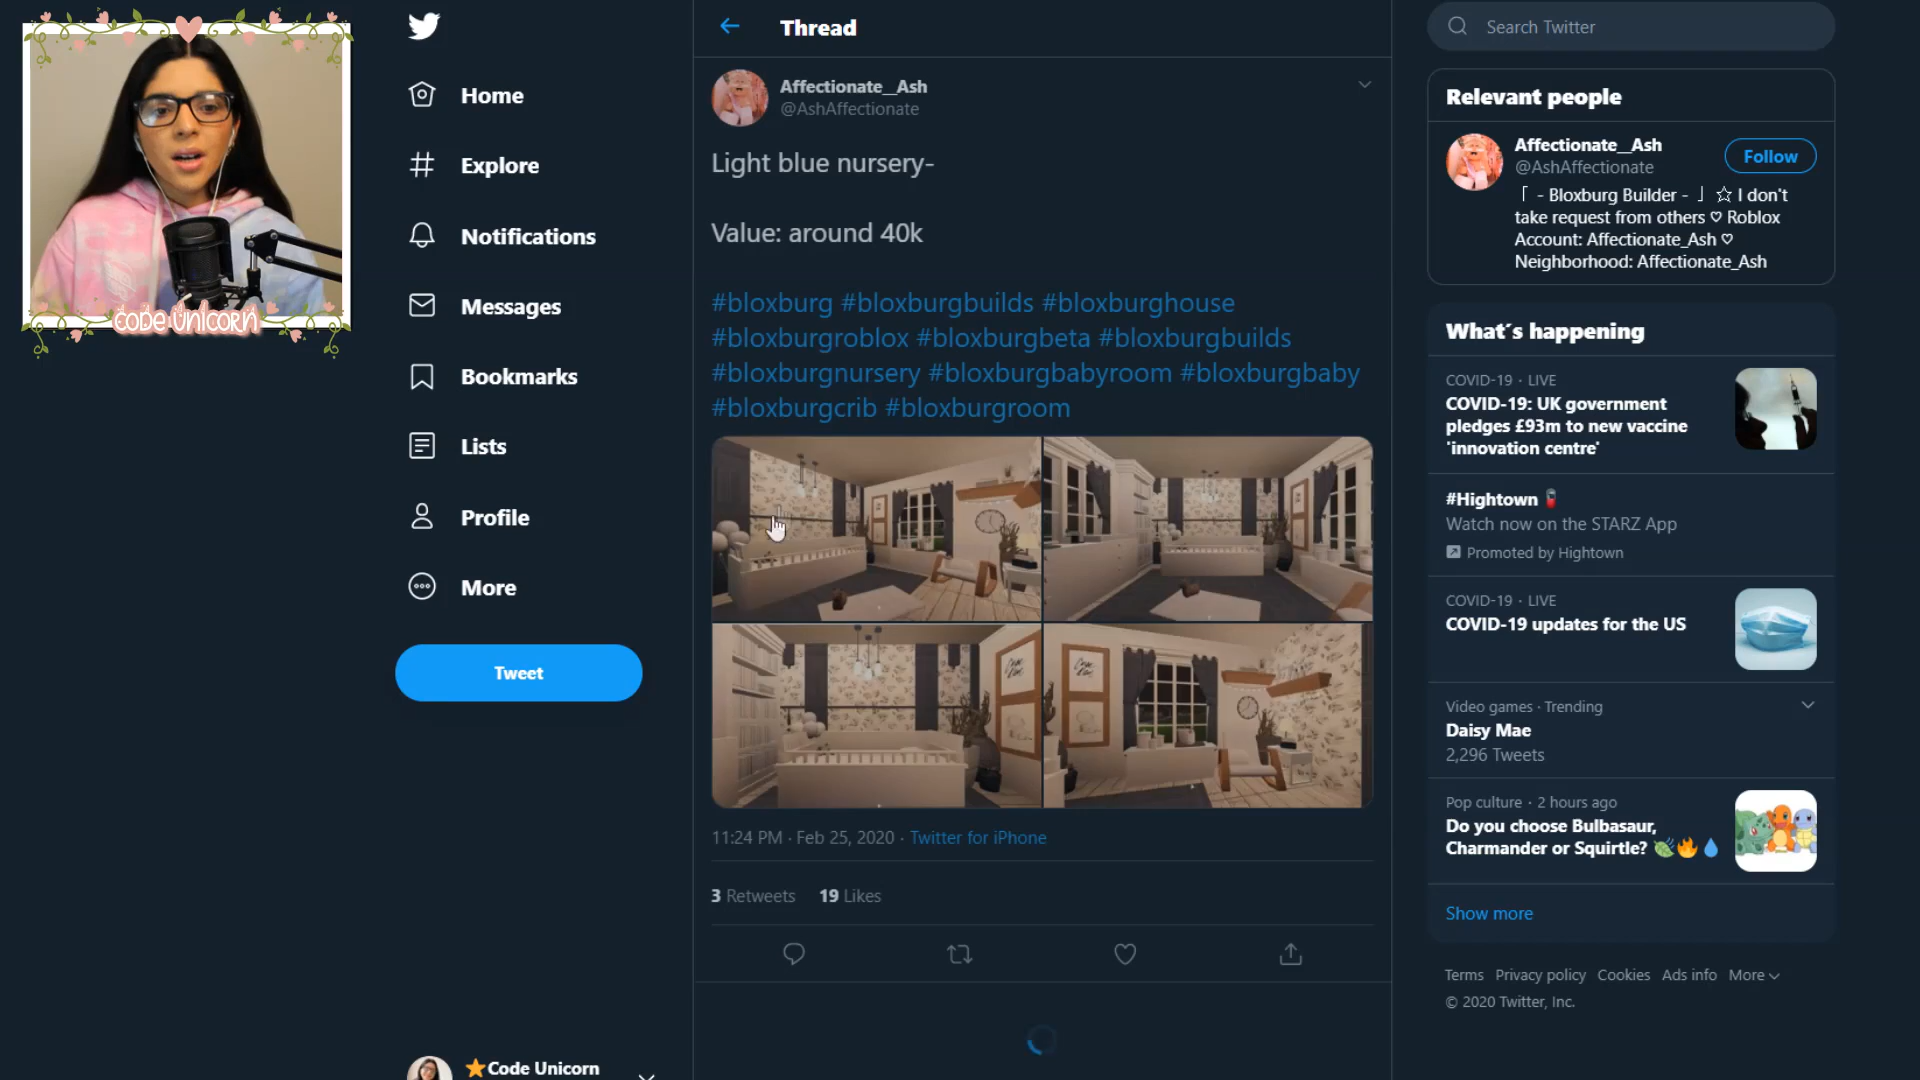 CODE UNICORN
Home
Explore
Notifications
Messages
Bookmarks
Lists
Profile
More
Tweet
⭐Code Unicorn
Thread
Affectionate__Ash
@AshAffectionate
Light blue nursery-
Value: around 40k
#bloxburg #bloxburgbuilds #bloxburghouse
#bloxburgroblox #bloxburgbeta #bloxburgbuilds
#bloxburgnursery #bloxburgbabyroom #bloxburgbaby
#bloxburgcrib #bloxburgroom
11:24 PM · Feb 25, 2020 · Twitter for iPhone
3 Retweets 19 Likes
Search Twitter
Relevant people
Affectionate__Ash
@AshAffectionate
Follow
「 - Bloxburg Builder - 」 ☆ I don't
take request from others ♡ Roblox
Account: Affectionate_Ash ♡
Neighborhood: Affectionate_Ash
What's happening
COVID-19 · LIVE
COVID-19: UK government
pledges £93m to new vaccine
'innovation centre'
#Hightown
Watch now on the STARZ App
Promoted by Hightown
COVID-19 · LIVE
COVID-19 updates for the US
Video games · Trending
Daisy Mae
2,296 Tweets
Pop culture · 2 hours ago
Do you choose Bulbasaur,
Charmander or Squirtle? 🍃🔥💧
Show more
Terms Privacy policy Cookies Ads info More
© 2020 Twitter, Inc.